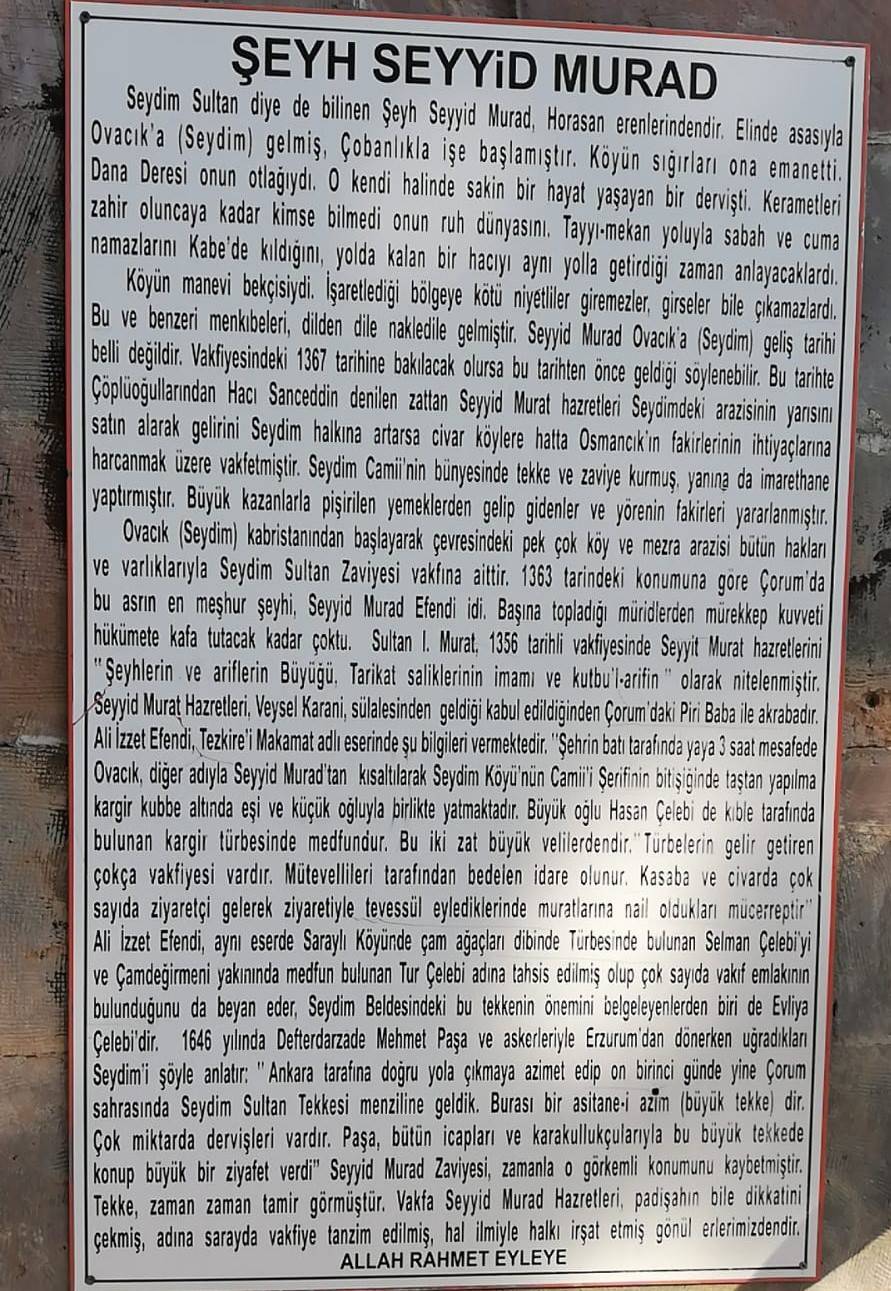 ŞEYH SEYYiD MURAD
Seydim Sultan diye de bilinen Şeyh Seyyid Murad, Horasan erenlerindendir. Elinde asasıyla
Ovacık'a (Seydim) gelmiş, Çobanlıkla işe başlamıştır. Köyün sığırları ona emanetti.
Dana Deresi onun otlağıydı. O kendi halinde sakin bir hayat yaşayan bir dervişti. Kerametleri
zahir oluncaya kadar kimse bilmedi onun ruh dünyasını. Tayyı-mekan yoluyla sabah ve cuma
namazlarını Kabe'de kıldığını, yolda kalan bir hacıyı aynı yolla getirdiği zaman anlayacaklardı.
Köyün manevi bekçisiydi. İşaretlediği bölgeye kötü niyetliler giremezler, girseler bile çıkamazlardı.
Bu ve benzeri menkıbeleri, dilden dile nakledile gelmiştir. Seyyid Murad Ovacık'a (Seydim) geliş tarihi
belli değildir. Vakfiyesindeki 1367 tarihine bakılacak olursa bu tarihten önce geldiği söylenebilir. Bu tarihte
Çöplüoğullarından Hacı Sanceddin denilen zattan Seyyid Murat hazretleri Seydimdeki arazisinin yarısını
satın alarak gelirini Seydim halkına artarsa civar köylere hatta Osmancık'ın fakirlerinin ihtiyaçlarına
harcanmak üzere vakfetmiştir. Seydim Camii'nin bünyesinde tekke ve zaviye kurmuş, yanına da imarethane
yaptırmıştır. Büyük kazanlarla pişirilen yemeklerden gelip gidenler ve yörenin fakirleri yararlanmıştır.
Ovacık (Seydim) kabristanından başlayarak çevresindeki pek çok köy ve mezra arazisi bütün hakları
ve varlıklarıyla Seydim Sultan Zaviyesi vakfına aittir. 1363 tarindeki konumuna göre Çorum'da
bu asrın en meşhur şeyhi, Seyyid Murad Efendi idi. Başına topladığı müridlerden mürekkep kuvveti
hükümete kafa tutacak kadar çoktu. Sultan I. Murat, 1356 tarihli vakfiyesinde Seyyit Murat hazretlerini
"Şeyhlerin ve ariflerin Büyüğü, Tarikat saliklerinin imamı ve kutbu'l-arifin" olarak nitelenmiştir.
Seyyid Murat Hazretleri, Veysel Karani, sülalesinden geldiği kabul edildiğinden Çorum'daki Piri Baba ile akrabadır.
Ali İzzet Efendi, Tezkire'i Makamat adlı eserinde şu bilgileri vermektedir. "Şehrin batı tarafında yaya 3 saat mesafede
Ovacık, diğer adıyla Seyyid Murad'tan kısaltılarak Seydim Köyü'nün Camii'i Şerifinin bitişiğinde taştan yapılma
kargir kubbe altında eşi ve küçük oğluyla birlikte yatmaktadır. Büyük oğlu Hasan Çelebi de kıble tarafında
bulunan kargir türbesinde medfundur. Bu iki zat büyük velilerdendir." Türbelerin gelir getiren
çokça vakfiyesi vardır. Mütevellileri tarafından bedelen idare olunur. Kasaba ve civarda çok
sayıda ziyaretçi gelerek ziyaretiyle tevessül eylediklerinde muratlarına nail oldukları mücerreptir"
Ali İzzet Efendi, aynı eserde Saraylı Köyünde çam ağaçları dibinde Türbesinde bulunan Selman Çelebi'yi
ve Çamdeğirmeni yakınında medfun bulunan Tur Çelebi adına tahsis edilmiş olup çok sayıda vakıf emlakının
bulunduğunu da beyan eder, Seydim Beldesindeki bu tekkenin önemini belgeleyenlerden biri de Evliya
Çelebi'dir. 1646 yılında Defterdarzade Mehmet Paşa ve askerleriyle Erzurum'dan dönerken uğradıkları
Seydim'i şöyle anlatır: "Ankara tarafına doğru yola çıkmaya azimet edip on birinci günde yine Çorum
sahrasında Seydim Sultan Tekkesi menziline geldik. Burası bir asitane-i azim (büyük tekke) dir.
Çok miktarda dervişleri vardır. Paşa, bütün icapları ve karakullukçularıyla bu büyük tekkede
konup büyük bir ziyafet verdi" Seyyid Murad Zaviyesi, zamanla o görkemli konumunu kaybetmiştir.
Tekke, zaman zaman tamir görmüştür. Vakfa Seyyid Murad Hazretleri, padişahın bile dikkatini
çekmiş, adına sarayda vakfiye tanzim edilmiş, hal ilmiyle halkı irşat etmiş gönül erlerimizdendir.
ALLAH RAHMET EYLEYE